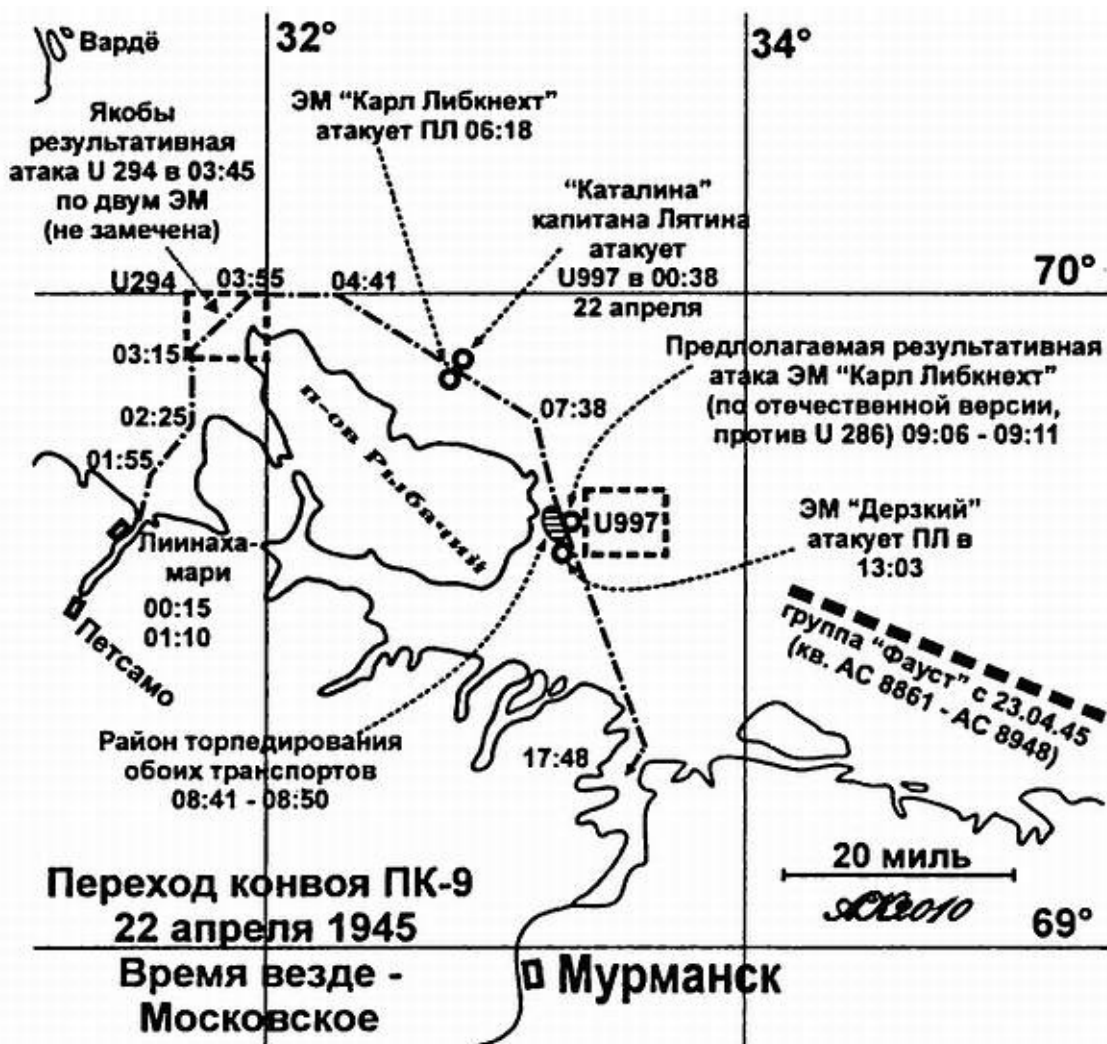 Вардё
32°
34°
ЭМ “Карл Либкнехт”
атакует ПЛ 06:18
Якобы
результативная
атака U 294 в 03:45
по двум ЭМ
(не замечена)
“Каталина”
капитана Лятина
атакует
U997 в 00:38
22 апреля
U294
03:55
04:41
70°
03:15
Предполагаемая результативная
атака ЭМ “Карл Либкнехт”
(по отечественной версии,
против U 286) 09:06 - 09:11
02:25
07:38
п-ов Рыбачий
01:55
U997
ЭМ “Дерзкий”
атакует ПЛ в
13:03
Лиинаха-
мари
00:15
01:10
Петсамо
группа “Фауст” с 23.04.45
(кв. АС 8861 - АС 8948)
Район торпедирования
обоих транспортов
08:41 - 08:50
17:48
20 миль
Переход конвоя ПК-9
22 апреля 1945
69°
Время везде -
Московское
Мурманск